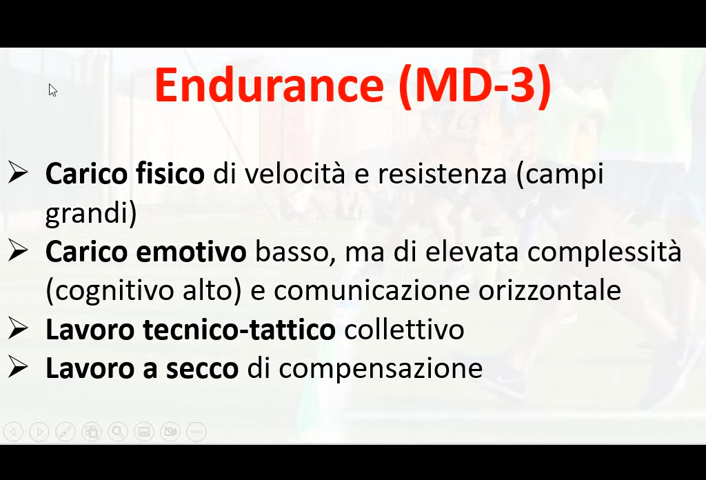 Endurance (MD-3)
Carico fisico di velocità e resistenza (campi
grandi)
Carico emotivo basso, ma di elevata complessità
(cognitivo alto) e comunicazione orizzontale
Lavoro tecnico-tattico collettivo
Lavoro a secco di compensazione